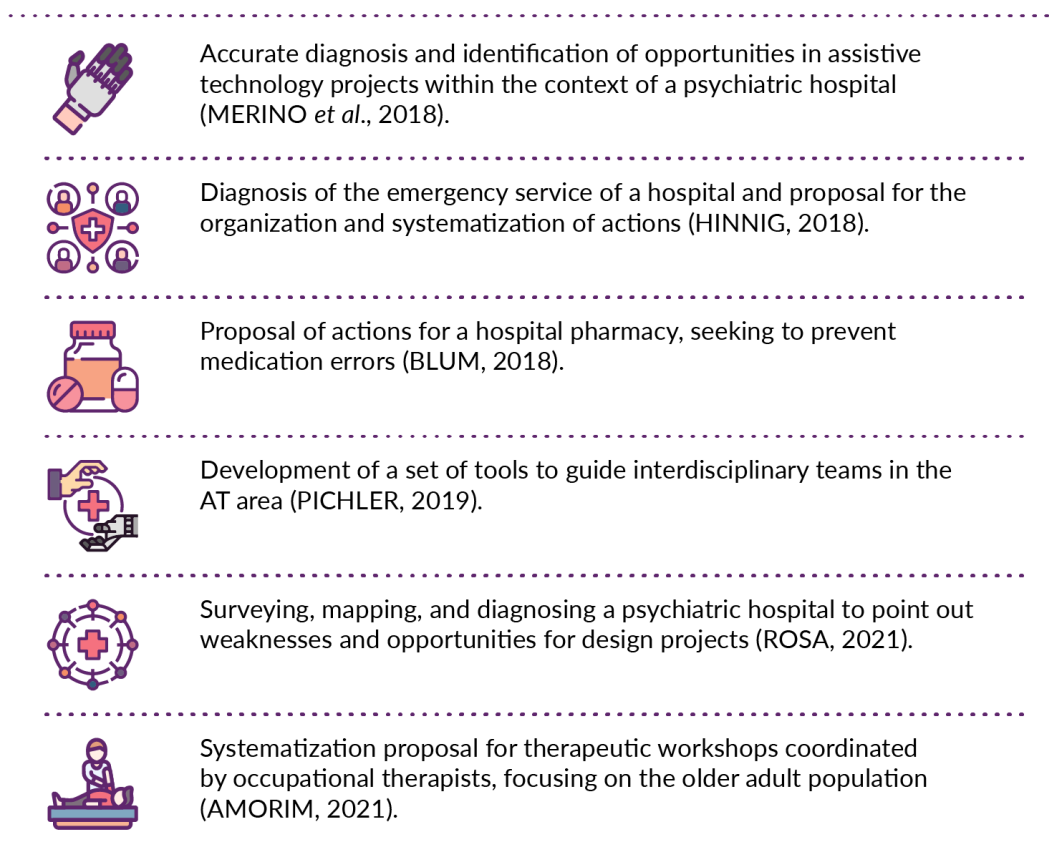 Accurate diagnosis and identification of opportunities in assistive
technology projects within the context of a psychiatric hospital
(MERINO et al., 2018).
Diagnosis of the emergency service of a hospital and proposal for the
organization and systematization of actions (HINNIG, 2018).
Proposal of actions for a hospital pharmacy, seeking to prevent
medication errors (BLUM, 2018).
Development of a set of tools to guide interdisciplinary teams in the
AT area (PICHLER, 2019).
Surveying, mapping, and diagnosing a psychiatric hospital to point out
weaknesses and opportunities for design projects (ROSA, 2021).
Systematization proposal for therapeutic workshops coordinated
by occupational therapists, focusing on the older adult population
(AMORIM, 2021).